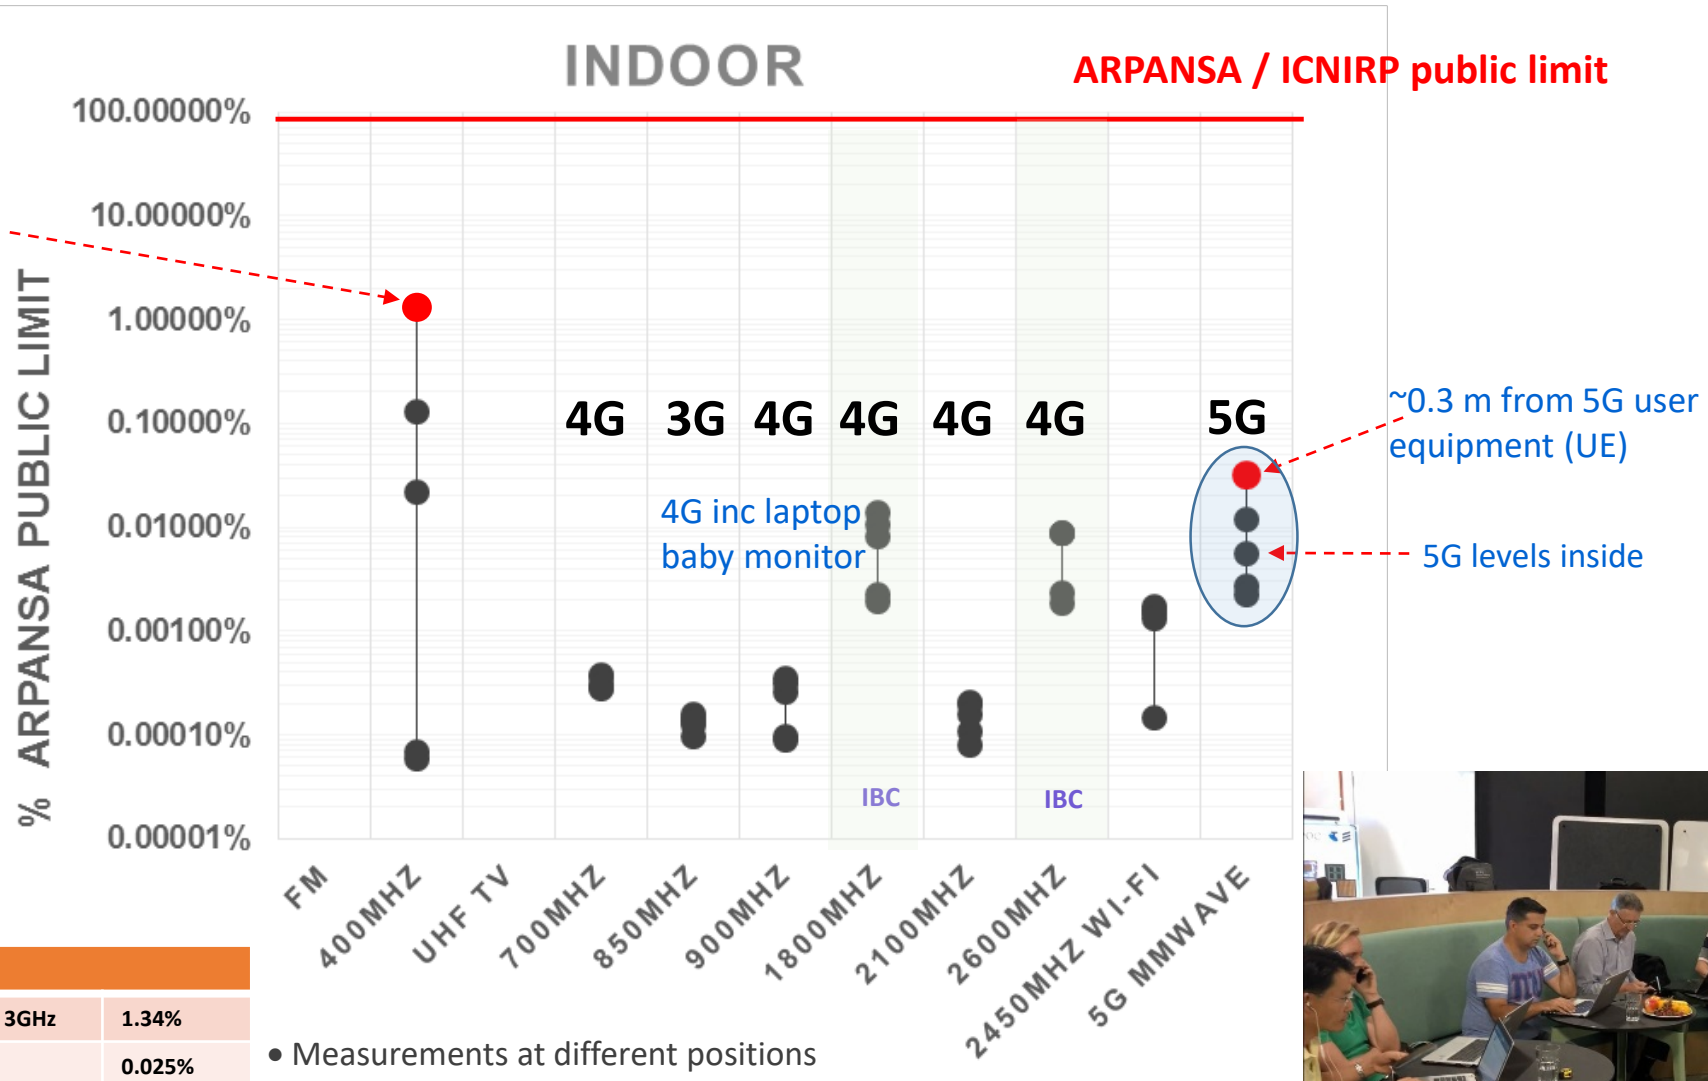 INDOOR
ARPANSA / ICNIRP public limit
% ARPANSA PUBLIC LIMIT
100.00000%
10.00000%
1.00000%
0.10000%
0.01000%
0.00100%
0.00010%
0.00001%
4G 3G 4G 4G 4G 4G 5G
~0.3 m from 5G user
equipment (UE)
4G inc laptop
baby monitor
5G levels inside
IBC IBC
FM
400MHZ
UHF TV
700MHZ
850MHZ
900MHZ
1800MHZ
2100MHZ
2600MHZ
2450MHZ WI-FI
5G MMWAVE
3GHz 1.34%
0.025%
• Measurements at different positions